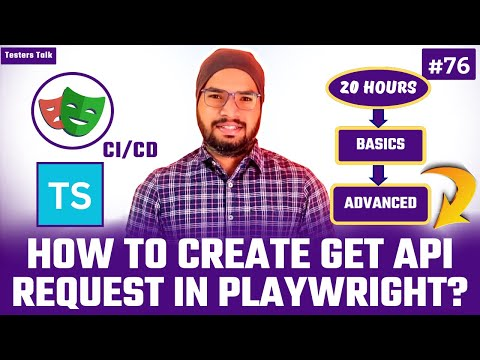 Testers Talk
#76
20 HOURS
CI/CD
BASICS
TS
ADVANCED
HOW TO CREATE GET API
REQUEST IN PLAYWRIGHT?